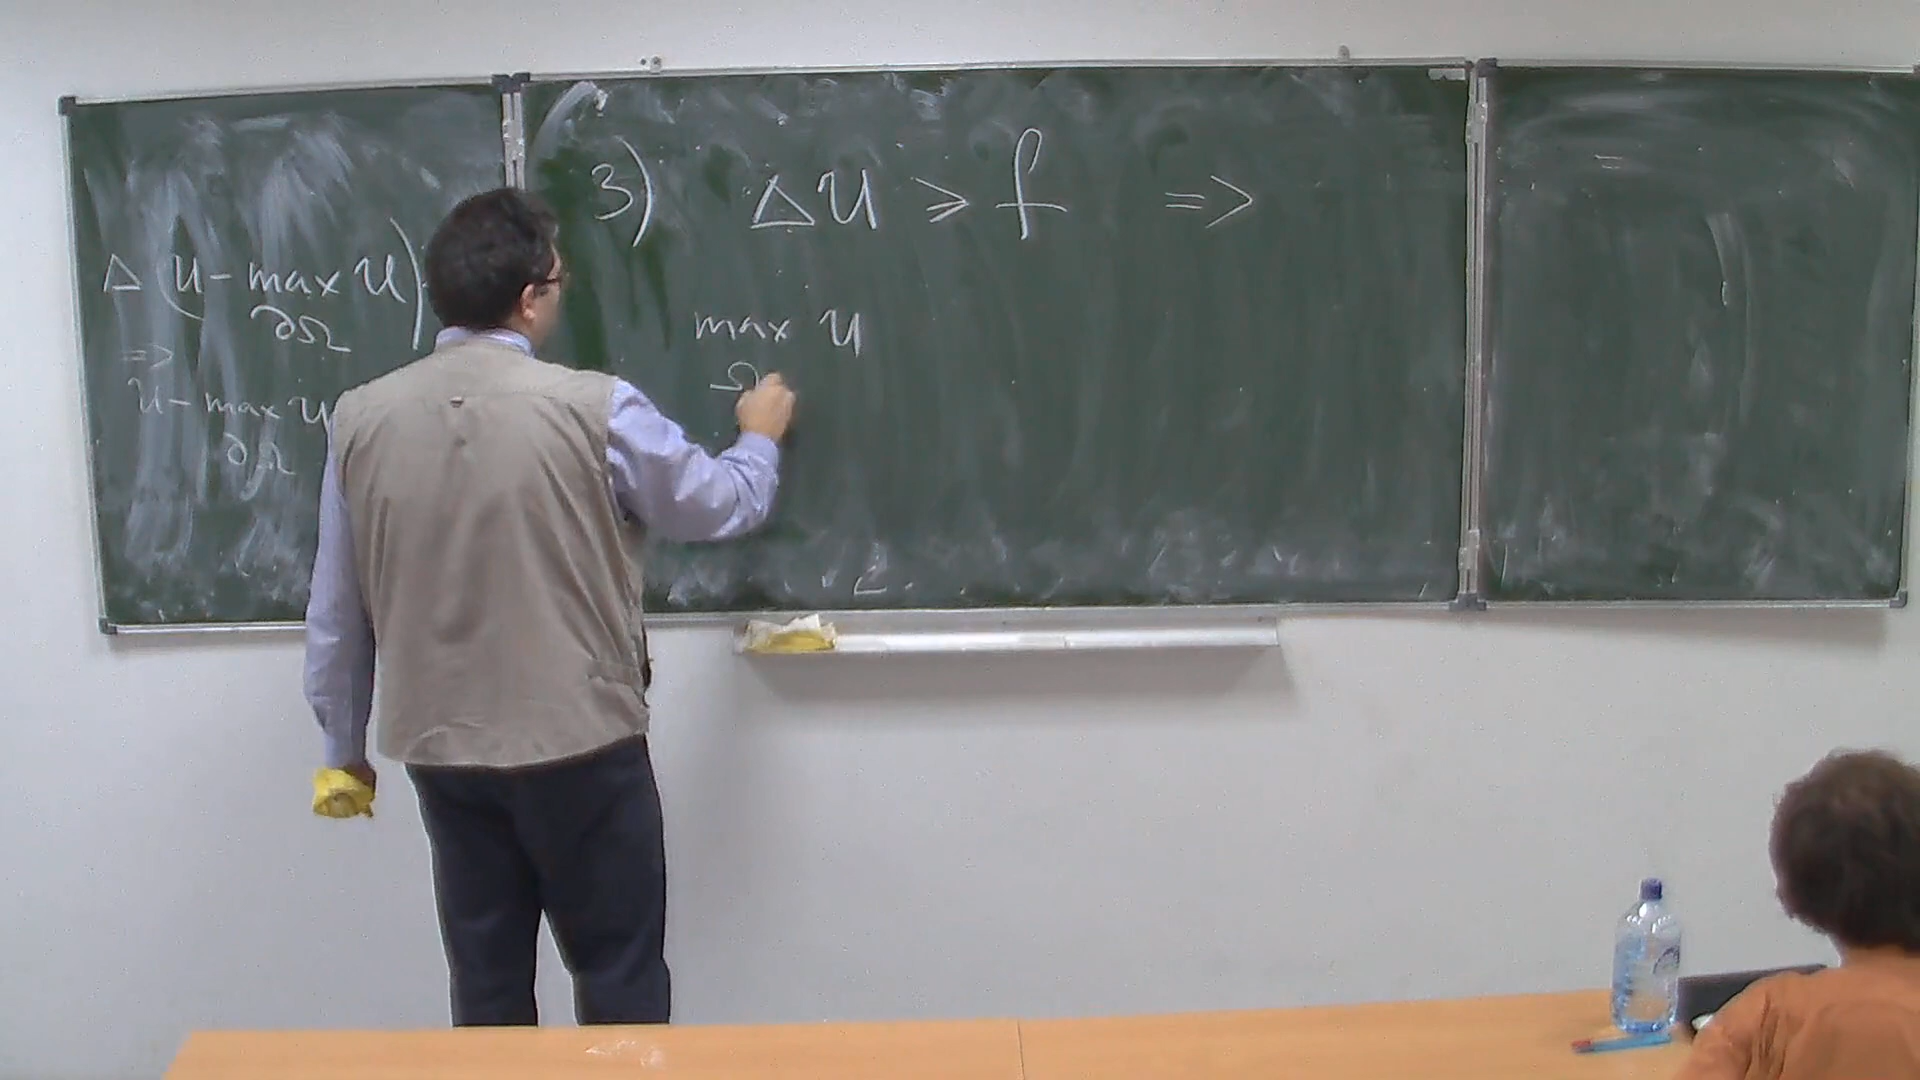 Δ (u - max u)
∂Ω
=>
u - max u
∂Ω
3) Δu ≥ f =>
max u
Ω